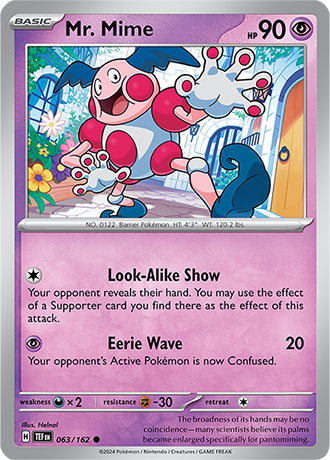 BASIC
Mr. Mime
HP 90
NO. 0122 Barrier Pokémon HT: 4'3" WT: 120.2 lbs.
Look-Alike Show
Your opponent reveals their hand. You may use the effect
of a Supporter card you find there as the effect of this
attack.
Eerie Wave 20
Your opponent's Active Pokémon is now Confused.
weakness ×2 resistance -30 retreat
Illus. Nelnal
The broadness of its hands may be no
coincidence—many scientists believe its palms
became enlarged specifically for pantomiming.
H TEF EN 063/162
©2024 Pokémon / Nintendo / Creatures / GAME FREAK